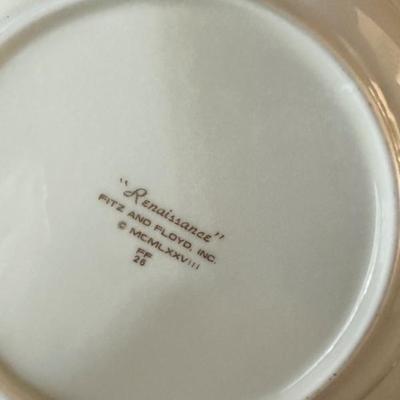 "Renaissance"
FITZ AND FLOYD, INC.
© MCMLXXVIII
FF
26